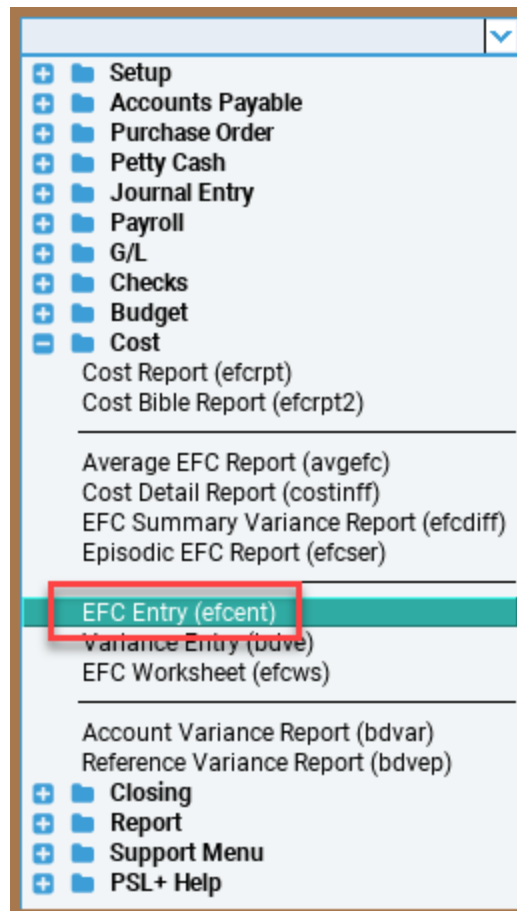 Setup
Accounts Payable
Purchase Order
Petty Cash
Journal Entry
Payroll
G/L
Checks
Budget
Cost
Cost Report (efcrpt)
Cost Bible Report (efcrpt2)
Average EFC Report (avgefc)
Cost Detail Report (costinff)
EFC Summary Variance Report (efcdiff)
Episodic EFC Report (efcser)
EFC Entry (efcent)
Variance Entry (bdve)
EFC Worksheet (efcws)
Account Variance Report (bdvar)
Reference Variance Report (bdvep)
Closing
Report
Support Menu
PSL+ Help